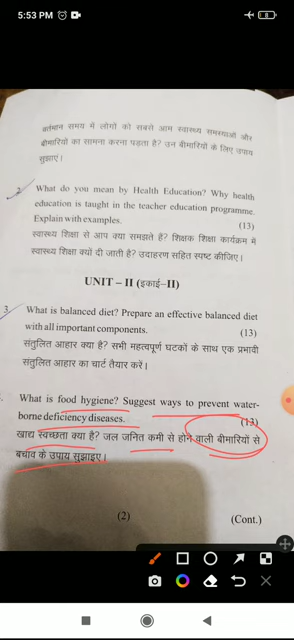 5:53 PM
8
वर्तमान समय में लोगों को सबसे आम स्वास्थ्य समस्याओं और
बीमारियों का सामना करना पड़ता है? उन बीमारियों के लिए उपाय
सुझाएं।
2. What do you mean by Health Education? Why health
education is taught in the teacher education programme.
Explain with examples. (13)
स्वास्थ्य शिक्षा से आप क्या समझते हैं? शिक्षक शिक्षा कार्यक्रम में
स्वास्थ्य शिक्षा क्यों दी जाती है? उदाहरण सहित स्पष्ट कीजिए।
UNIT – II (इकाई–II)
3. What is balanced diet? Prepare an effective balanced diet
with all important components. (13)
संतुलित आहार क्या है? सभी महत्वपूर्ण घटकों के साथ एक प्रभावी
संतुलित आहार का चार्ट तैयार करें।
What is food hygiene? Suggest ways to prevent water-
borne deficiency diseases. (13)
खाद्य स्वच्छता क्या है? जल जनित कमी से होने वाली बीमारियों से
बचाव के उपाय सुझाइए।
(2) (Cont.)